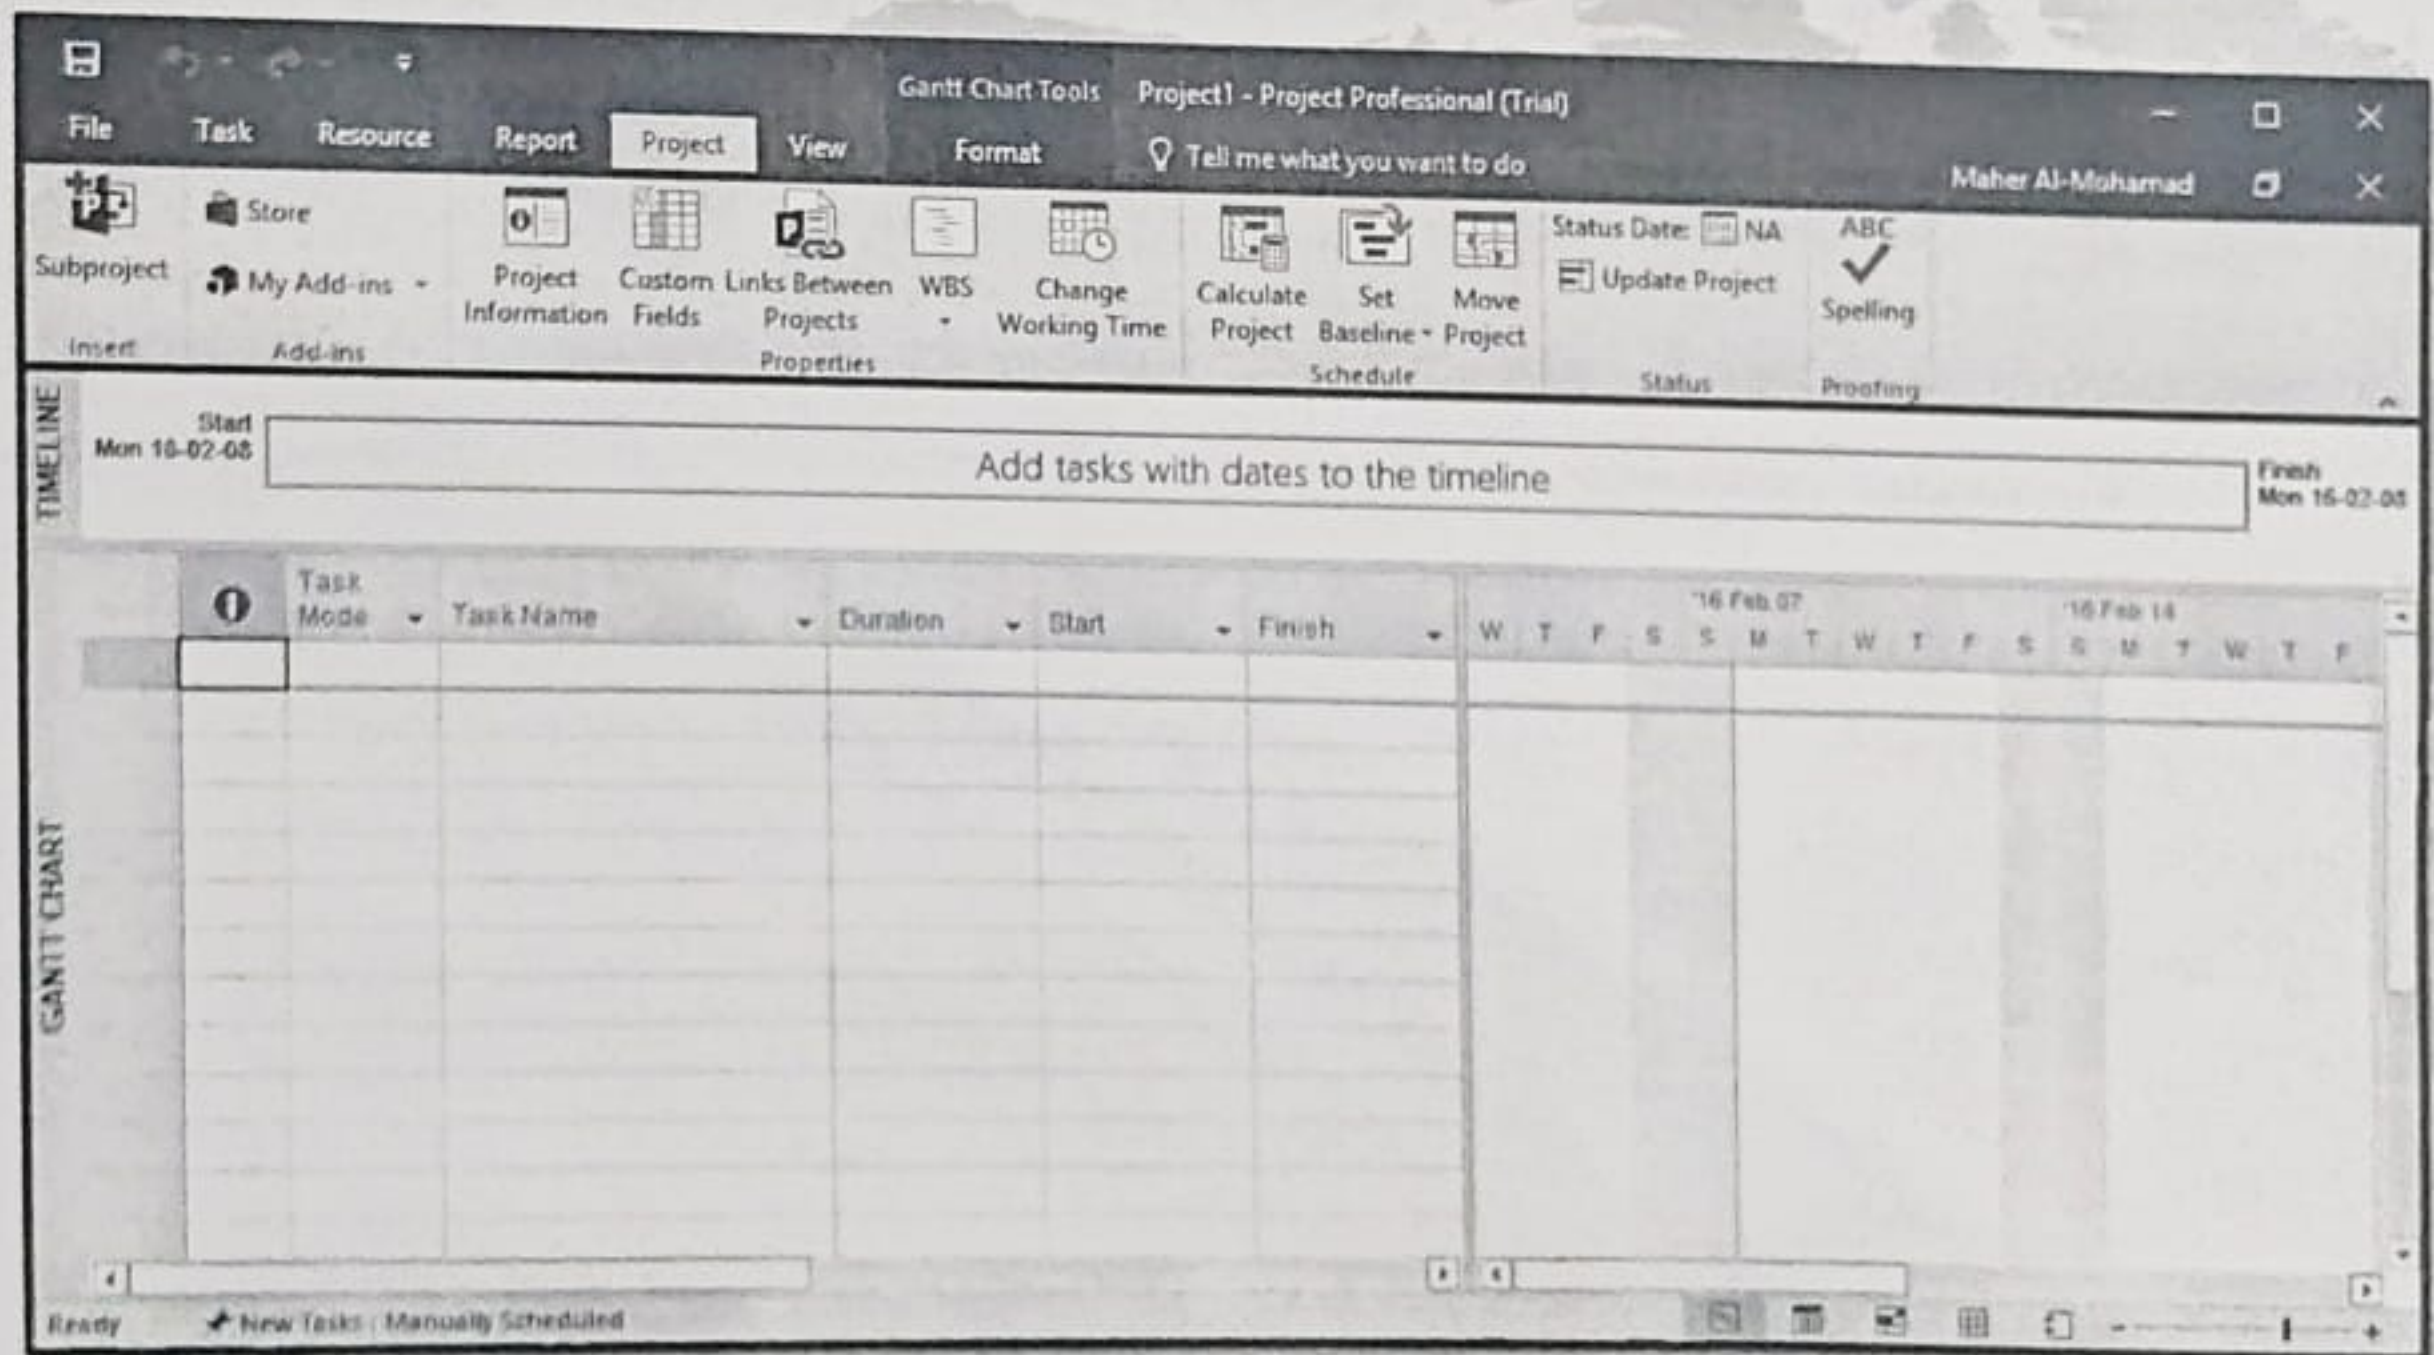 Gantt Chart Tools Project1 - Project Professional (Trial)
File Task Resource Report Project View Format Tell me what you want to do Maher Al-Mohamad
Subproject
Store
My Add-ins
Project Information
Custom Fields
Links Between Projects
WBS
Change Working Time
Calculate Project
Set Baseline
Move Project
Status Date: NA
Update Project
ABC
Spelling
Insert Add-ins Properties Schedule Status Proofing
TIMELINE
Start
Mon 16-02-08
Add tasks with dates to the timeline
Finish
Mon 16-02-08
GANTT CHART
Task Mode Task Name Duration Start Finish
'16 Feb 07 '16 Feb 14
W T F S S M T W T F S S M T W T F
Ready New Tasks : Manually Scheduled